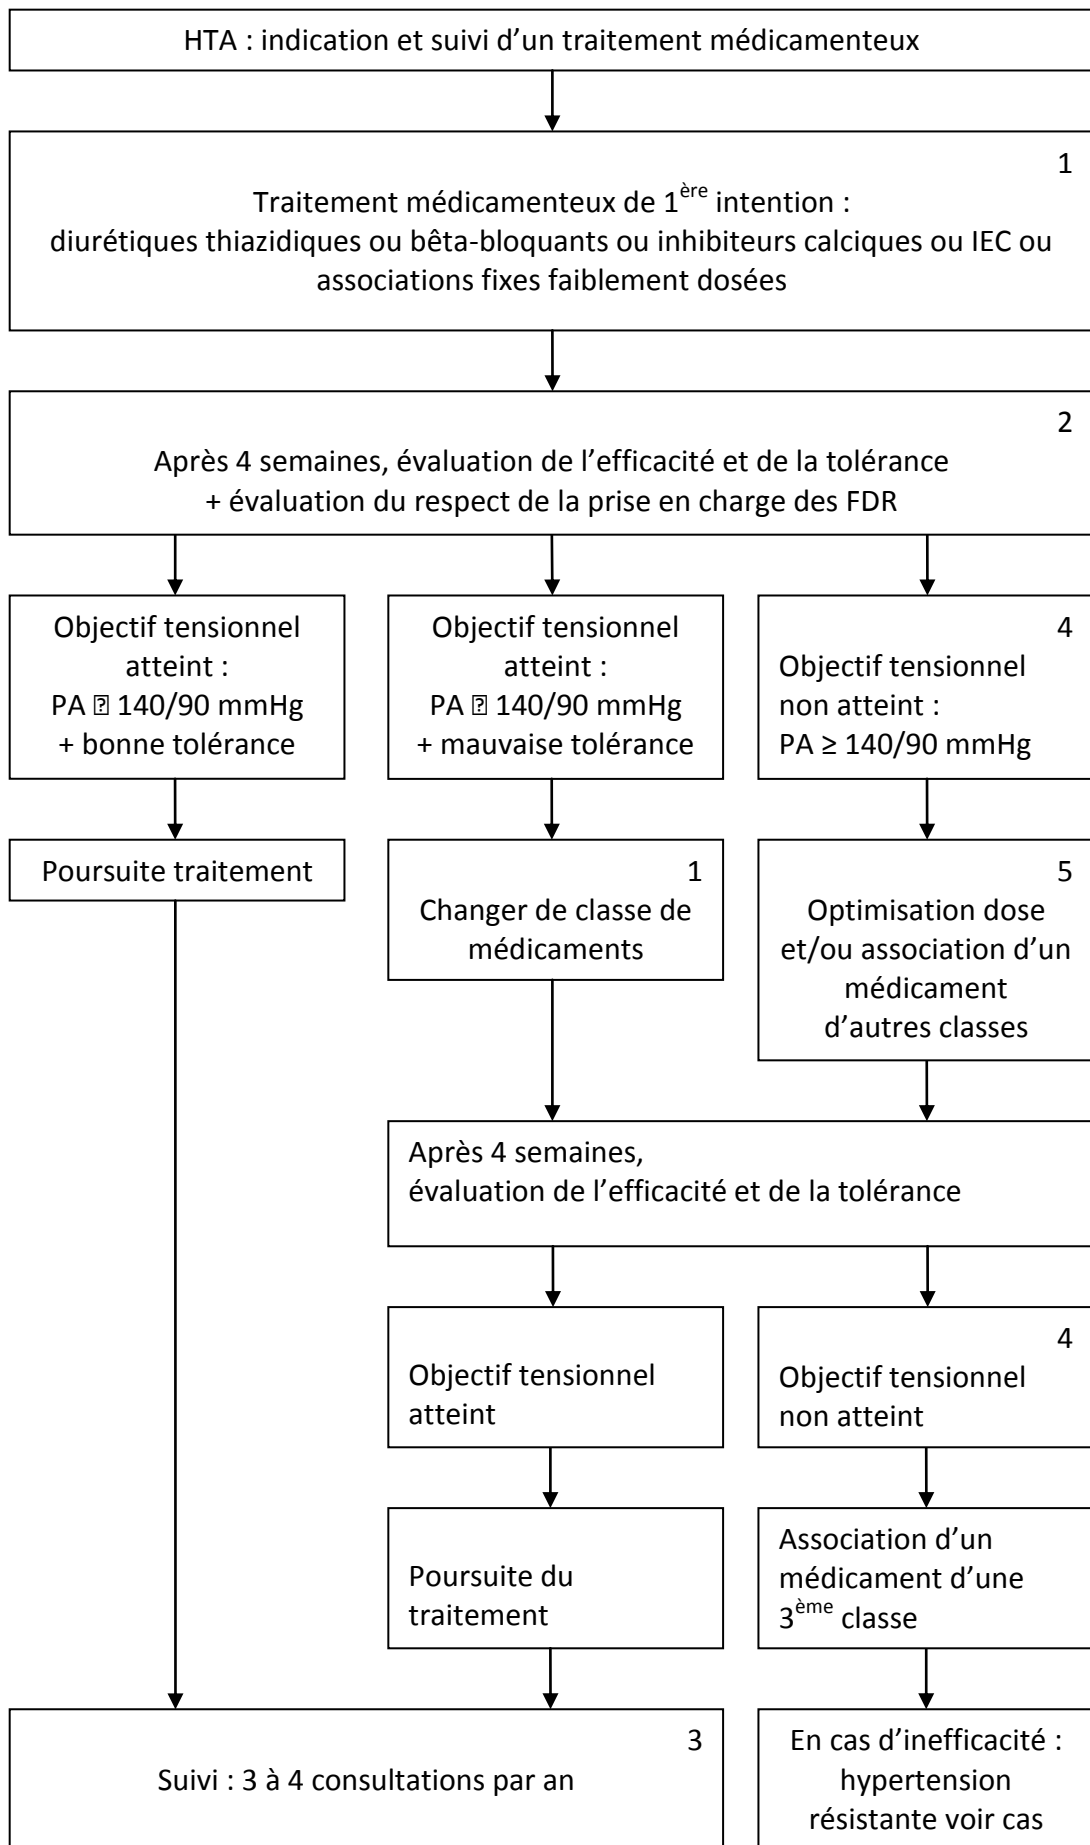 HTA : indication et suivi d’un traitement médicamenteux
1
Traitement médicamenteux de 1ère intention :
diurétiques thiazidiques ou bêta-bloquants ou inhibiteurs calciques ou IEC ou
associations fixes faiblement dosées
2
Après 4 semaines, évaluation de l’efficacité et de la tolérance
+ évaluation du respect de la prise en charge des FDR
Objectif tensionnel
atteint :
PA 🯄 140/90 mmHg
+ bonne tolérance
Objectif tensionnel
atteint :
PA 🯄 140/90 mmHg
+ mauvaise tolérance
4
Objectif tensionnel
non atteint :
PA ≥ 140/90 mmHg
Poursuite traitement
1
Changer de classe de
médicaments
5
Optimisation dose
et/ou association d’un
médicament
d’autres classes
Après 4 semaines,
évaluation de l’efficacité et de la tolérance
Objectif tensionnel
atteint
4
Objectif tensionnel
non atteint
Poursuite du
traitement
Association d’un
médicament d’une
3ème classe
3
Suivi : 3 à 4 consultations par an
En cas d’inefficacité :
hypertension
résistante voir cas